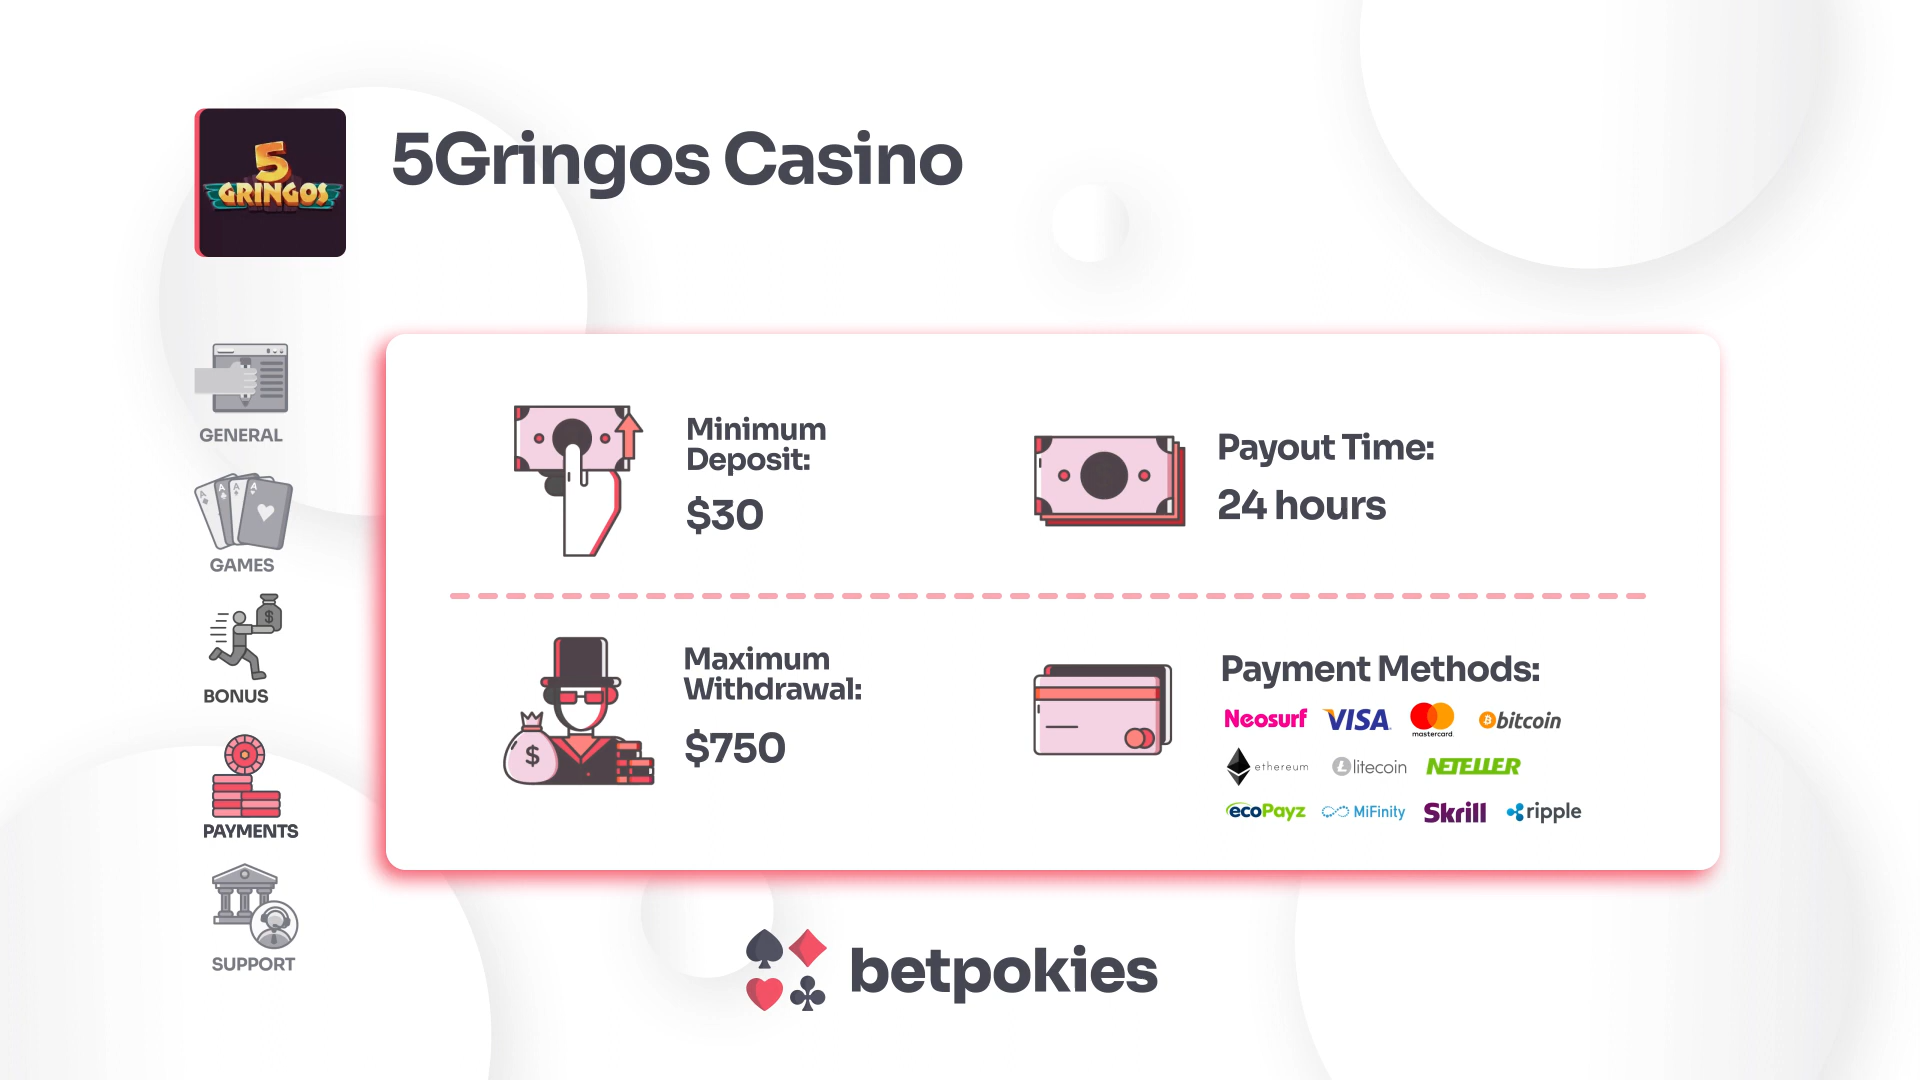 5
GRINGOS
5Gringos Casino
GENERAL
GAMES
BONUS
PAYMENTS
SUPPORT
Minimum
Deposit:
$30
Payout Time:
24 hours
Maximum
Withdrawal:
$750
Payment Methods:
Neosurf VISA mastercard bitcoin
ethereum litecoin NETELLER
ecoPayz MiFinity Skrill ripple
betpokies